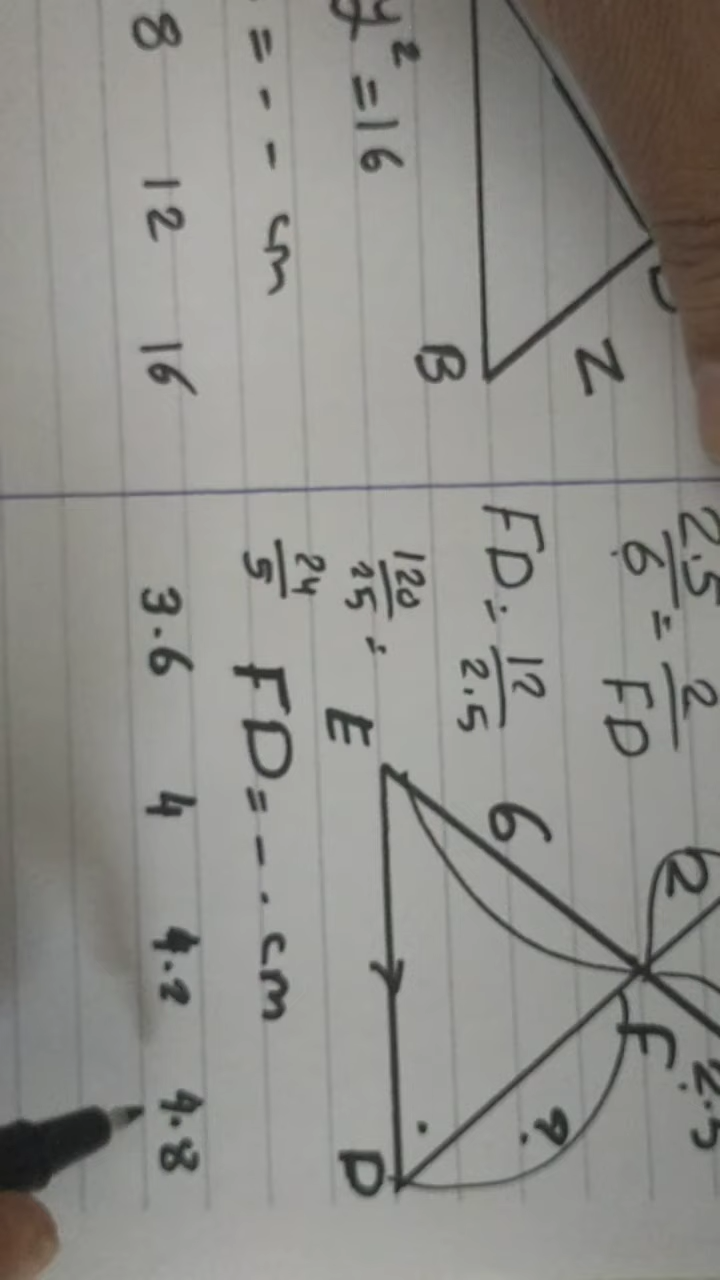 y² = 16
= - - cm
8 12 16
B
Z
2.5/6 = 2/FD
FD = 12/2.5
120/25 =
24/5
E
6
2
F
2.5
?
D
FD = - - cm
3.6 4 4.2 4.8